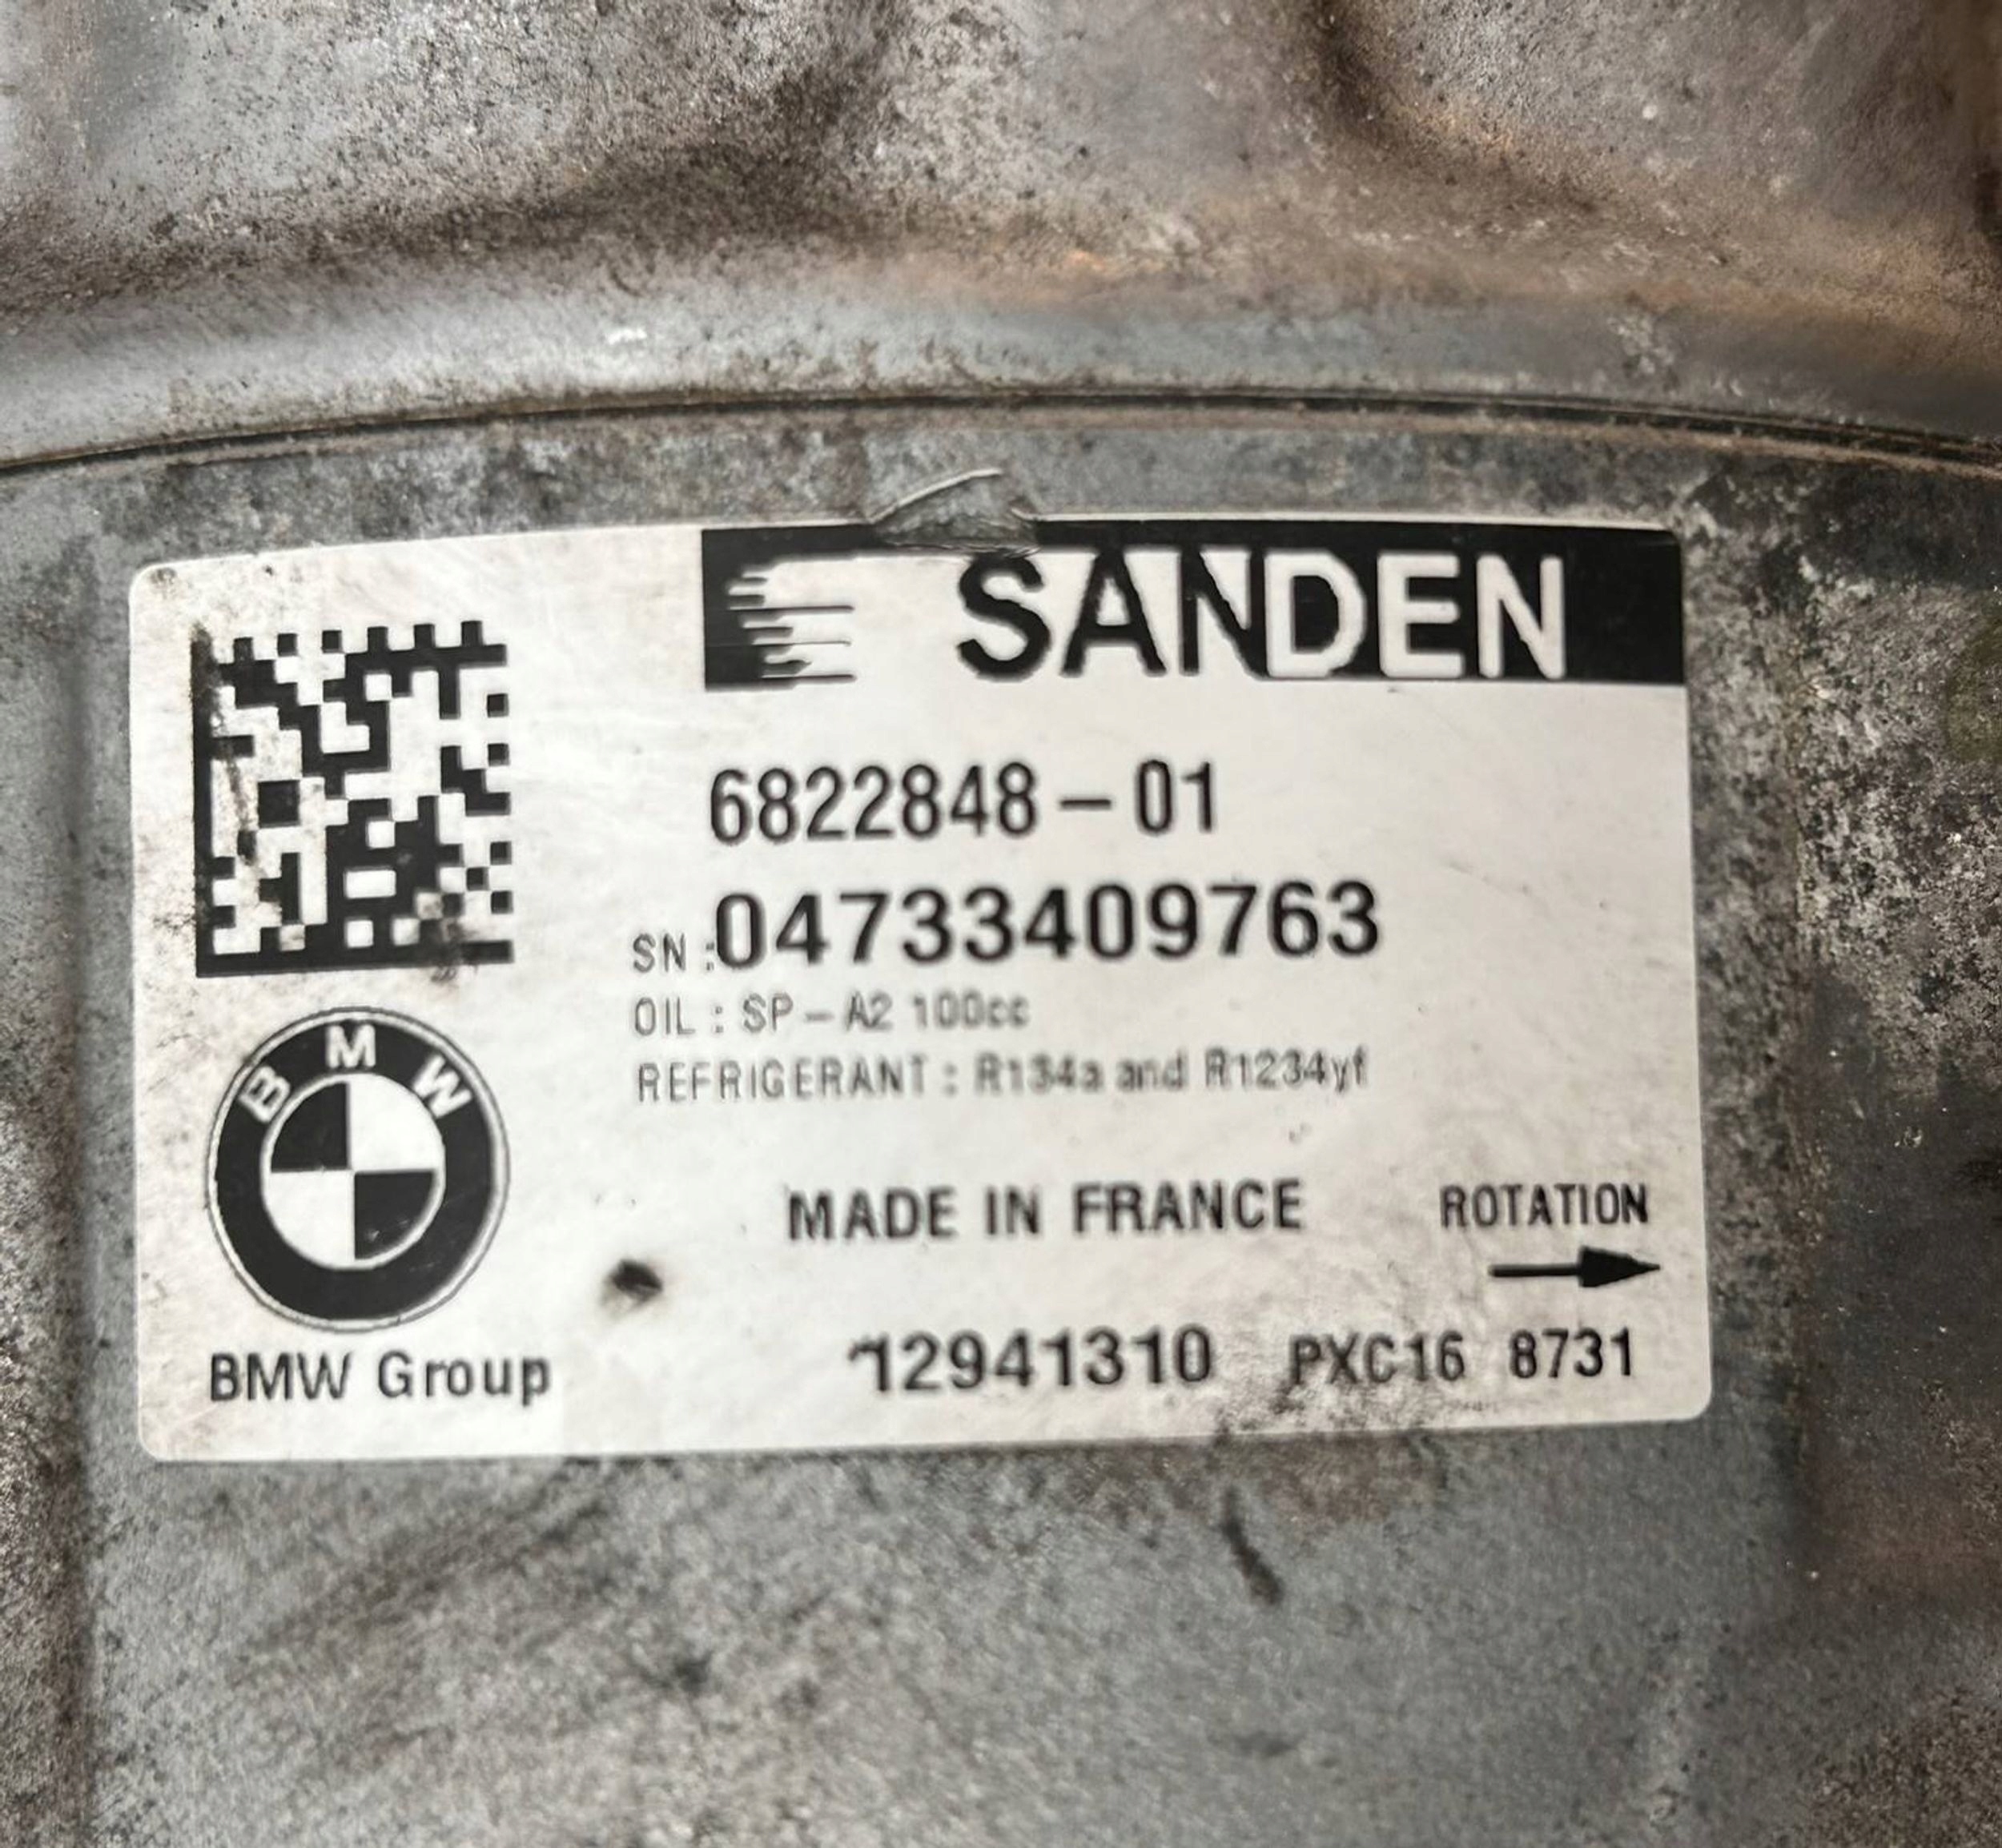 SANDEN
6822848-01
SN :04733409763
OIL : SP-A2 100cc
REFRIGERANT : R134a and R1234yf
BMW
MADE IN FRANCE
ROTATION
BMW Group
12941310 PXC16 8731